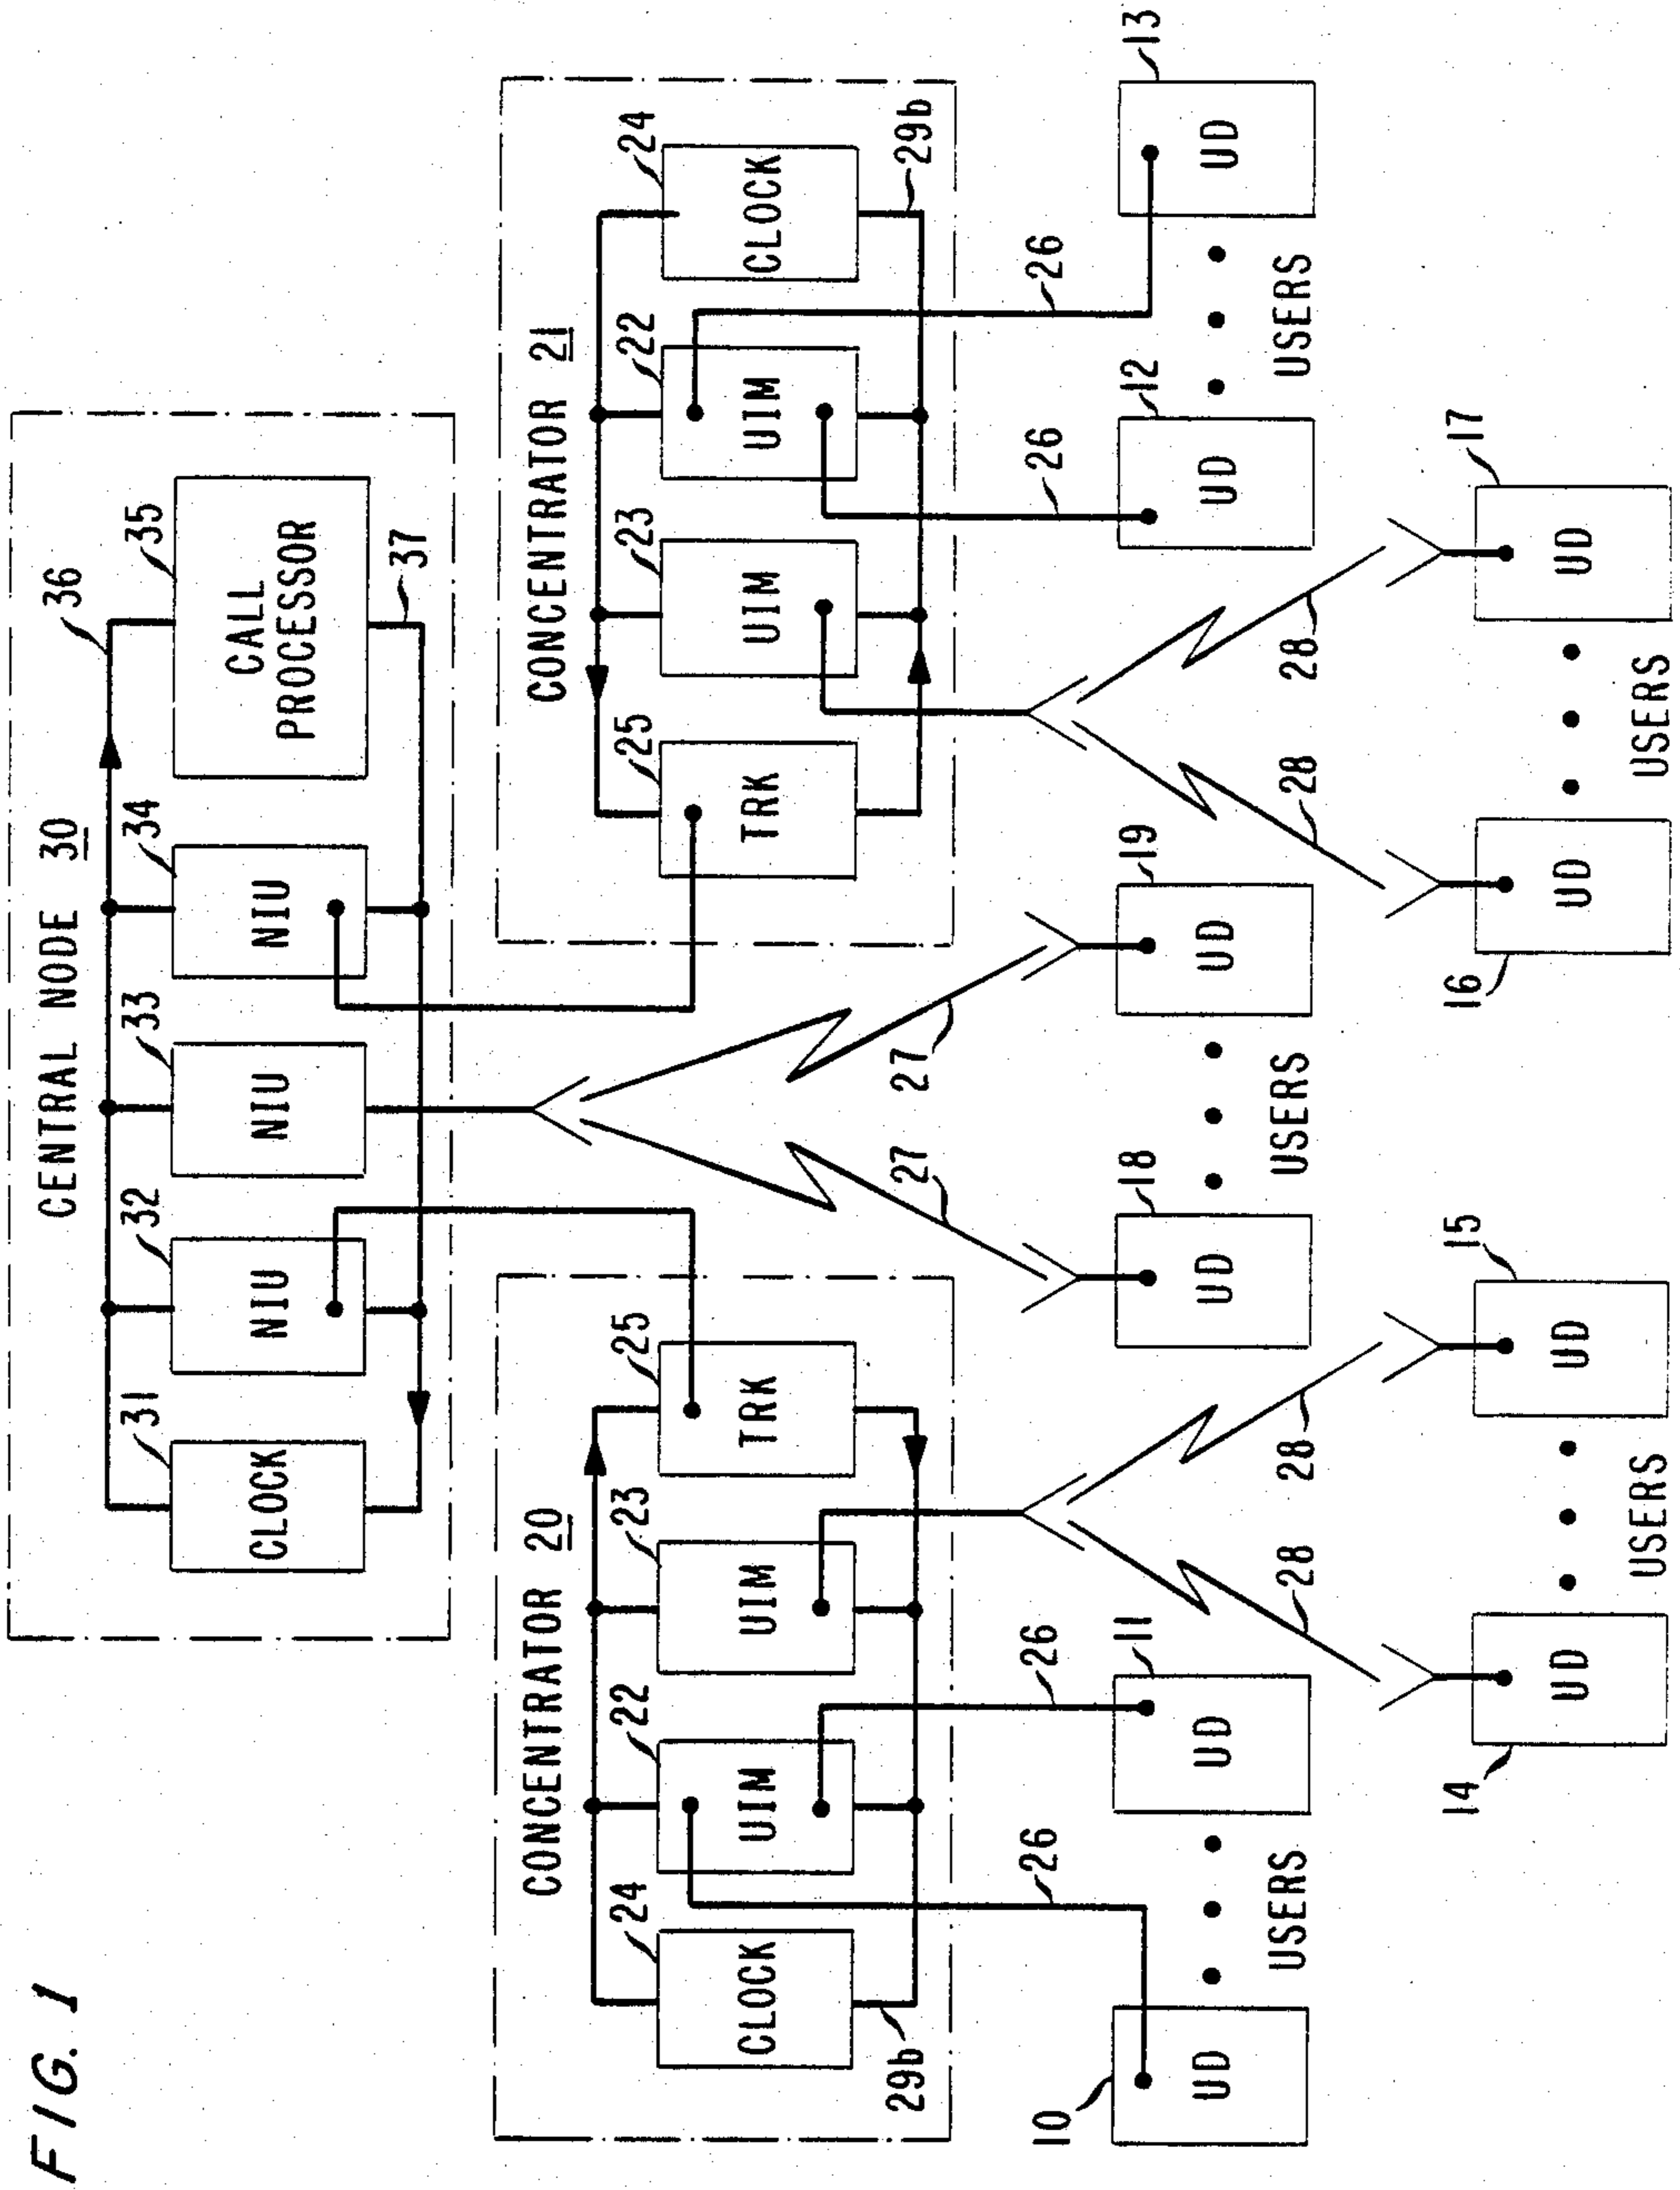 FIG. 1
CENTRAL NODE 30
36
31
32
33
34
35
CLOCK
NIU
NIU
NIU
CALL
PROCESSOR
37
CONCENTRATOR 20
24
22
23
25
CLOCK
UIM
UIM
TRK
29b
CONCENTRATOR 21
25
23
22
24
TRK
UIM
UIM
CLOCK
29b
26
26
27
27
26
26
10
11
18
19
12
13
UD
UD
UD
UD
UD
UD
USERS
USERS
USERS
28
28
28
28
14
15
16
17
UD
UD
UD
UD
USERS
USERS